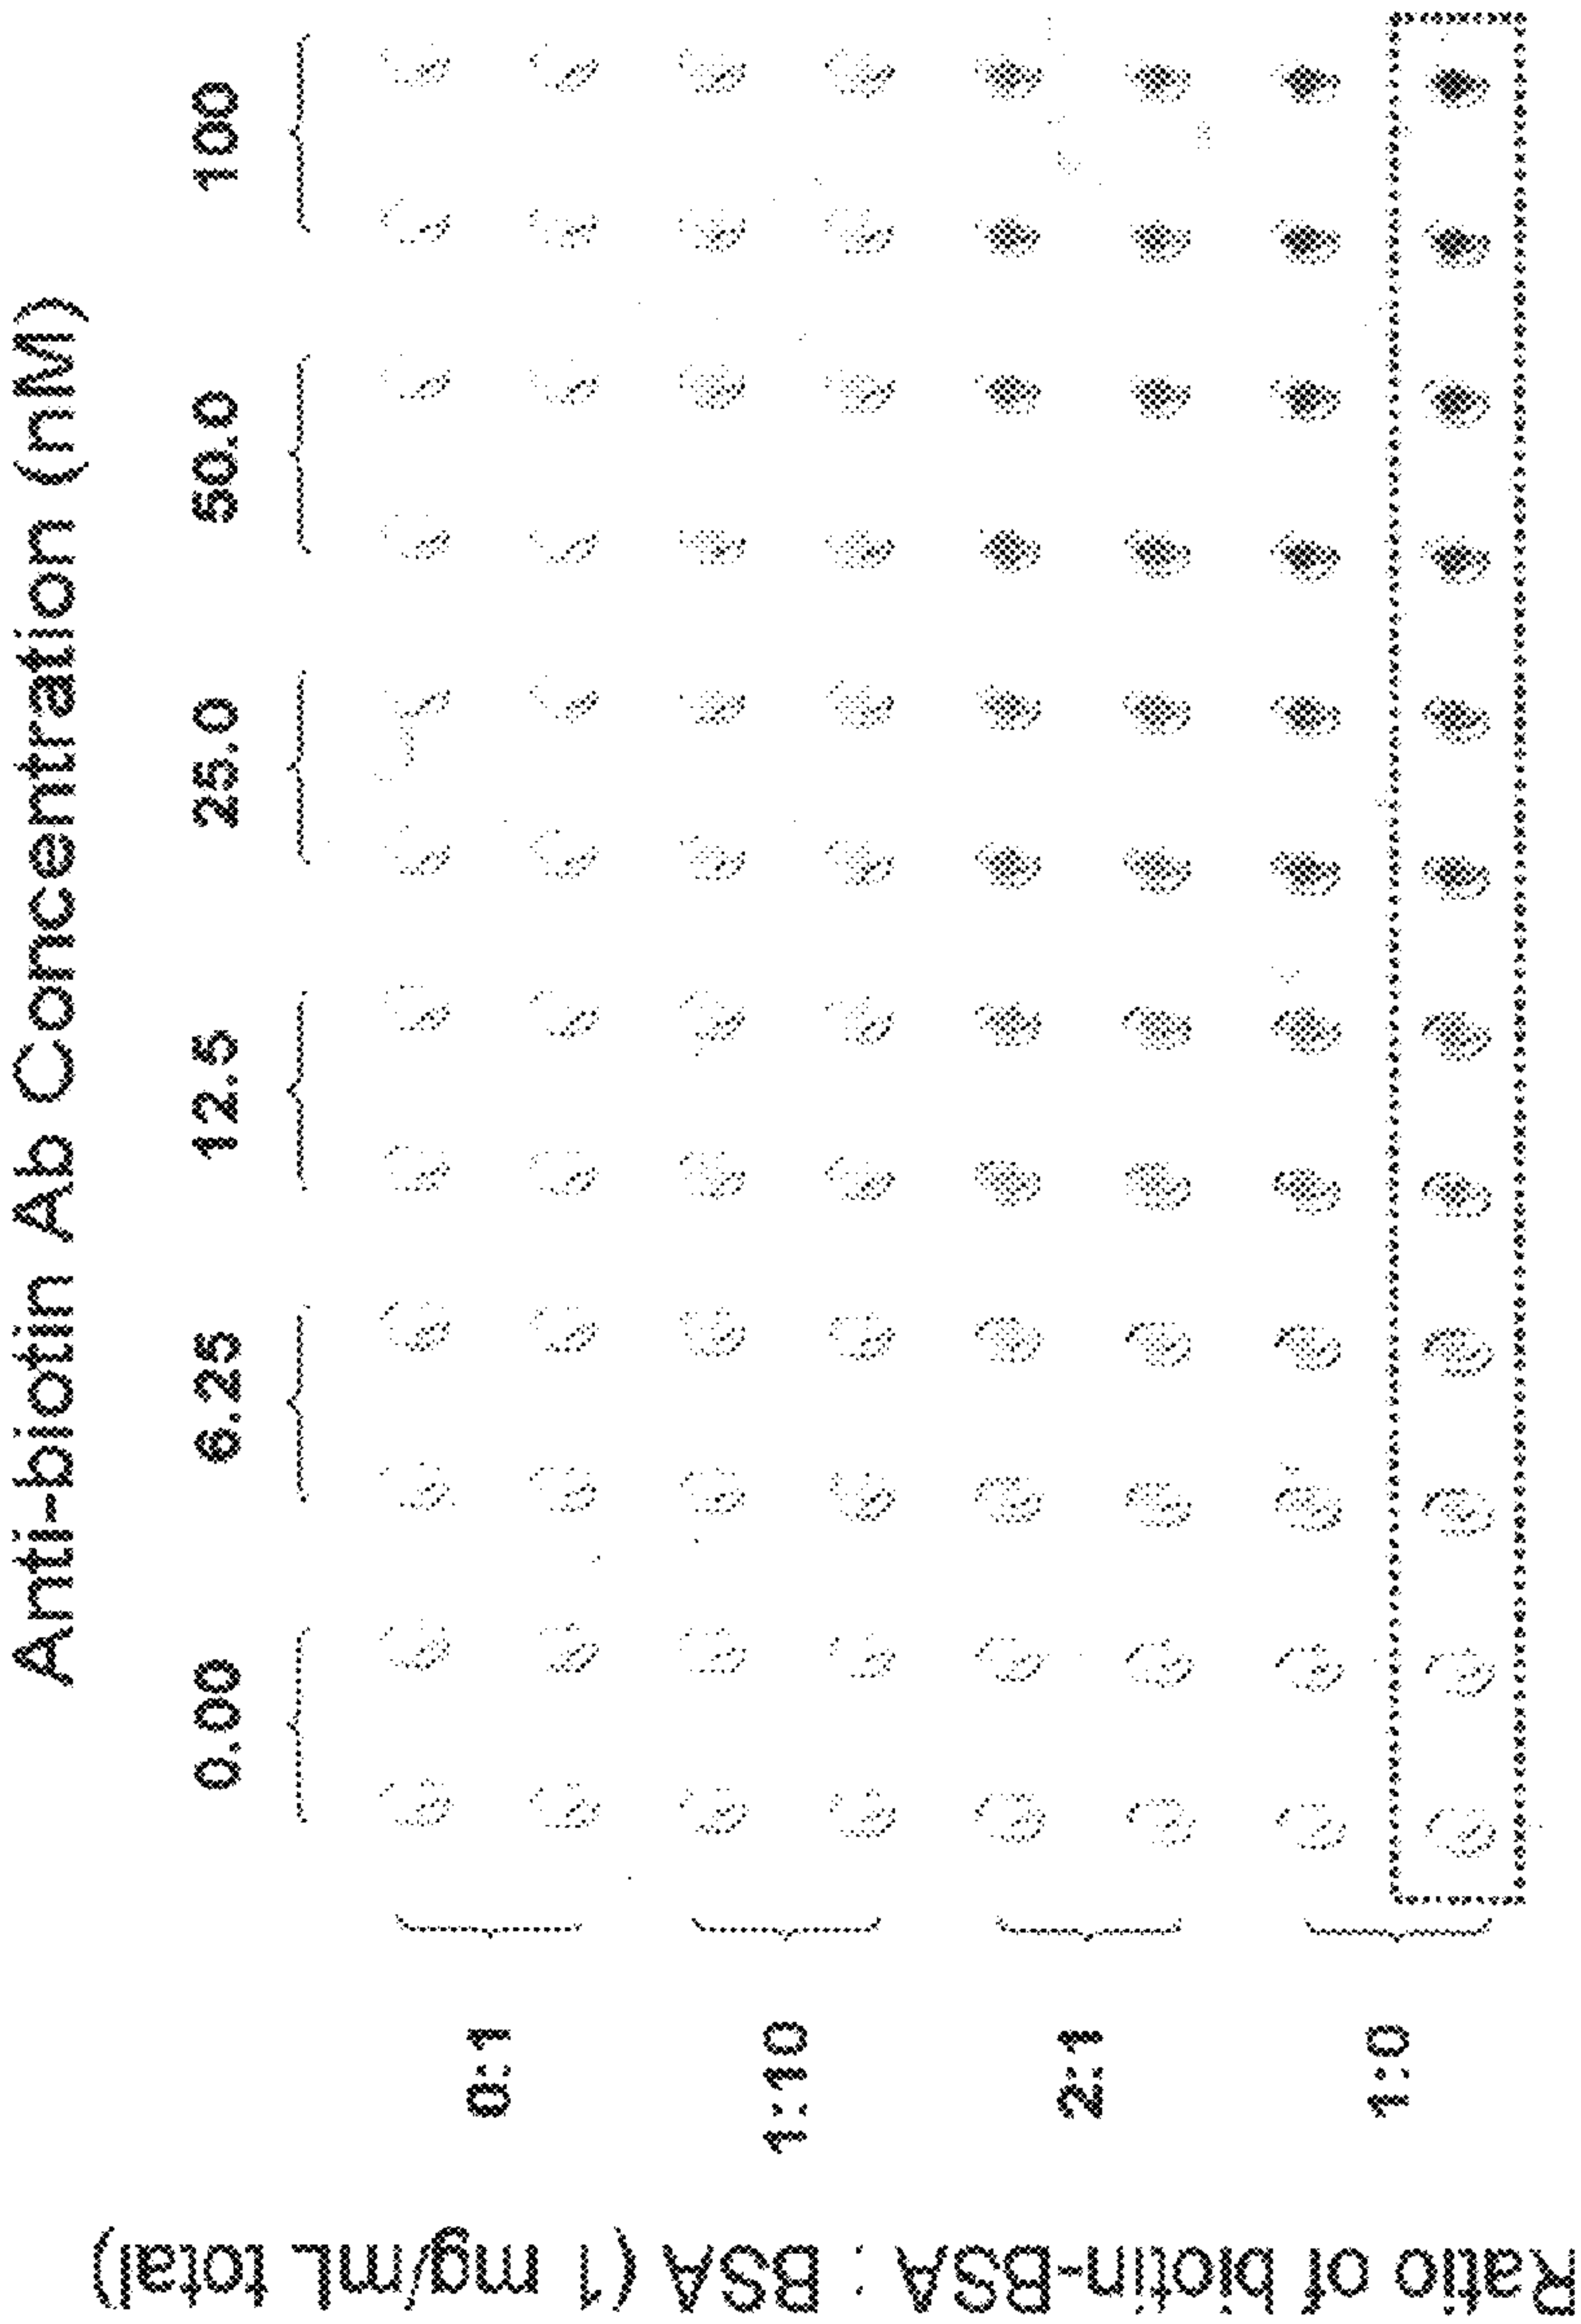 Anti-biotin Ab Concentration (nM)
0.00 6.25 12.5 25.0 50.0 100
Ratio of biotin-BSA : BSA (1 mg/mL total)
0:1
1:10
2:1
1:0